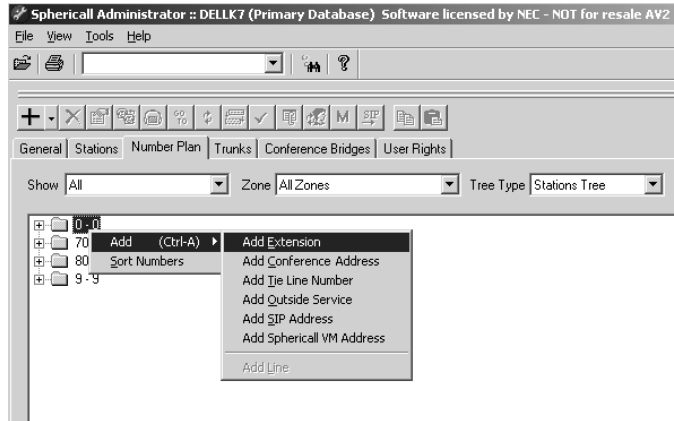 Sphericall Administrator :: DELLK7 (Primary Database) Software licensed by NEC - NOT for resale AV2
File View Tools Help
General Stations Number Plan Trunks Conference Bridges User Rights
Show All Zone All Zones Tree Type Stations Tree
0 - 0
70
80
9 - 9
Add (Ctrl-A)
Sort Numbers
Add Extension
Add Conference Address
Add Tie Line Number
Add Outside Service
Add SIP Address
Add Sphericall VM Address
Add Line
GO TO
M
SIP